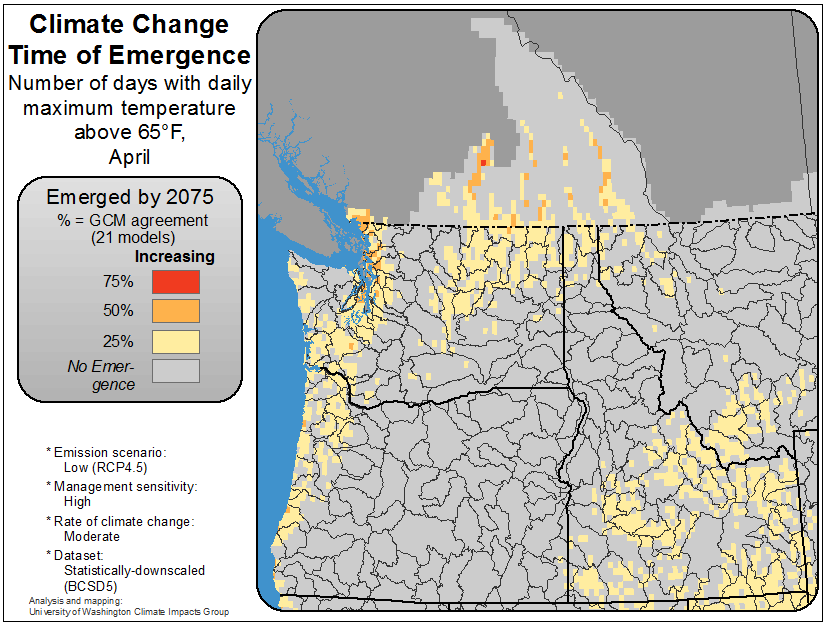 Climate Change
Time of Emergence
Number of days with daily
maximum temperature
above 65°F,
April
Emerged by 2075
% = GCM agreement
(21 models)
Increasing
75%
50%
25%
No Emer-
gence
* Emission scenario:
Low (RCP4.5)
* Management sensitivity:
High
* Rate of climate change:
Moderate
* Dataset:
Statistically-downscaled
(BCSD5)
Analysis and mapping:
University of Washington Climate Impacts Group